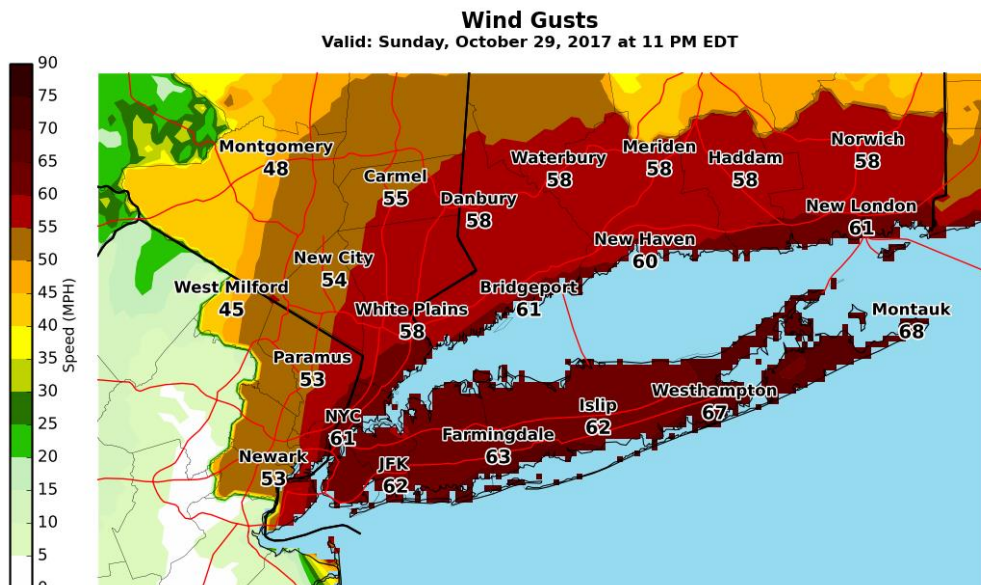 Wind Gusts
Valid: Sunday, October 29, 2017 at 11 PM EDT
90
75
70
65
60
55
50
45
40
35
30
25
20
15
10
5
0
Speed (MPH)
Montgomery
48
Carmel
55
Danbury
58
Waterbury
58
Meriden
58
Haddam
58
Norwich
58
New London
61
New Haven
60
New City
54
West Milford
45
White Plains
58
Bridgeport
61
Montauk
68
Paramus
53
NYC
61
Islip
62
Westhampton
67
Farmingdale
63
Newark
53
JFK
62